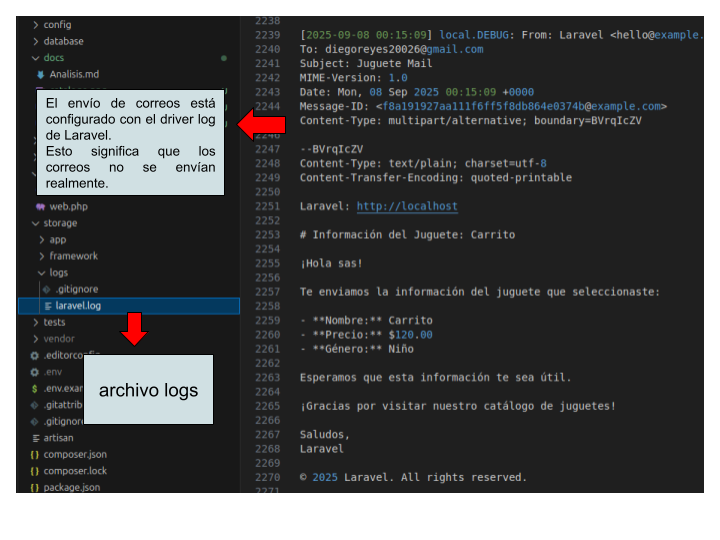 config
database
docs
Analisis.md
El envío de correos está
configurado con el driver log
de Laravel.
Esto significa que los
correos no se envían
realmente.
web.php
storage
app
framework
logs
.gitignore
laravel.log
tests
vendor
.editorconfig
.env
archivo logs
.env.exam
.gitattrib
.gitignore
artisan
composer.json
composer.lock
package.json
2238
2239 [2025-09-08 00:15:09] local.DEBUG: From: Laravel <hello@example.
2240 To: diegoreyes20026@gmail.com
2241 Subject: Juguete Mail
2242 MIME-Version: 1.0
2243 Date: Mon, 08 Sep 2025 00:15:09 +0000
2244 Message-ID: <f8a191927aa111f6ff5f8db864e0374b@example.com>
Content-Type: multipart/alternative; boundary=BVrqIcZV
2246
2247 --BVrqIcZV
2248 Content-Type: text/plain; charset=utf-8
2249 Content-Transfer-Encoding: quoted-printable
2250
2251 Laravel: http://localhost
2252
2253 # Información del Juguete: Carrito
2254
2255 ¡Hola sas!
2256
2257 Te enviamos la información del juguete que seleccionaste:
2258
2259 - **Nombre:** Carrito
2260 - **Precio:** $120.00
2261 - **Género:** Niño
2262
2263 Esperamos que esta información te sea útil.
2264
2265 ¡Gracias por visitar nuestro catálogo de juguetes!
2266
2267 Saludos,
2268 Laravel
2269
2270 © 2025 Laravel. All rights reserved.
2271